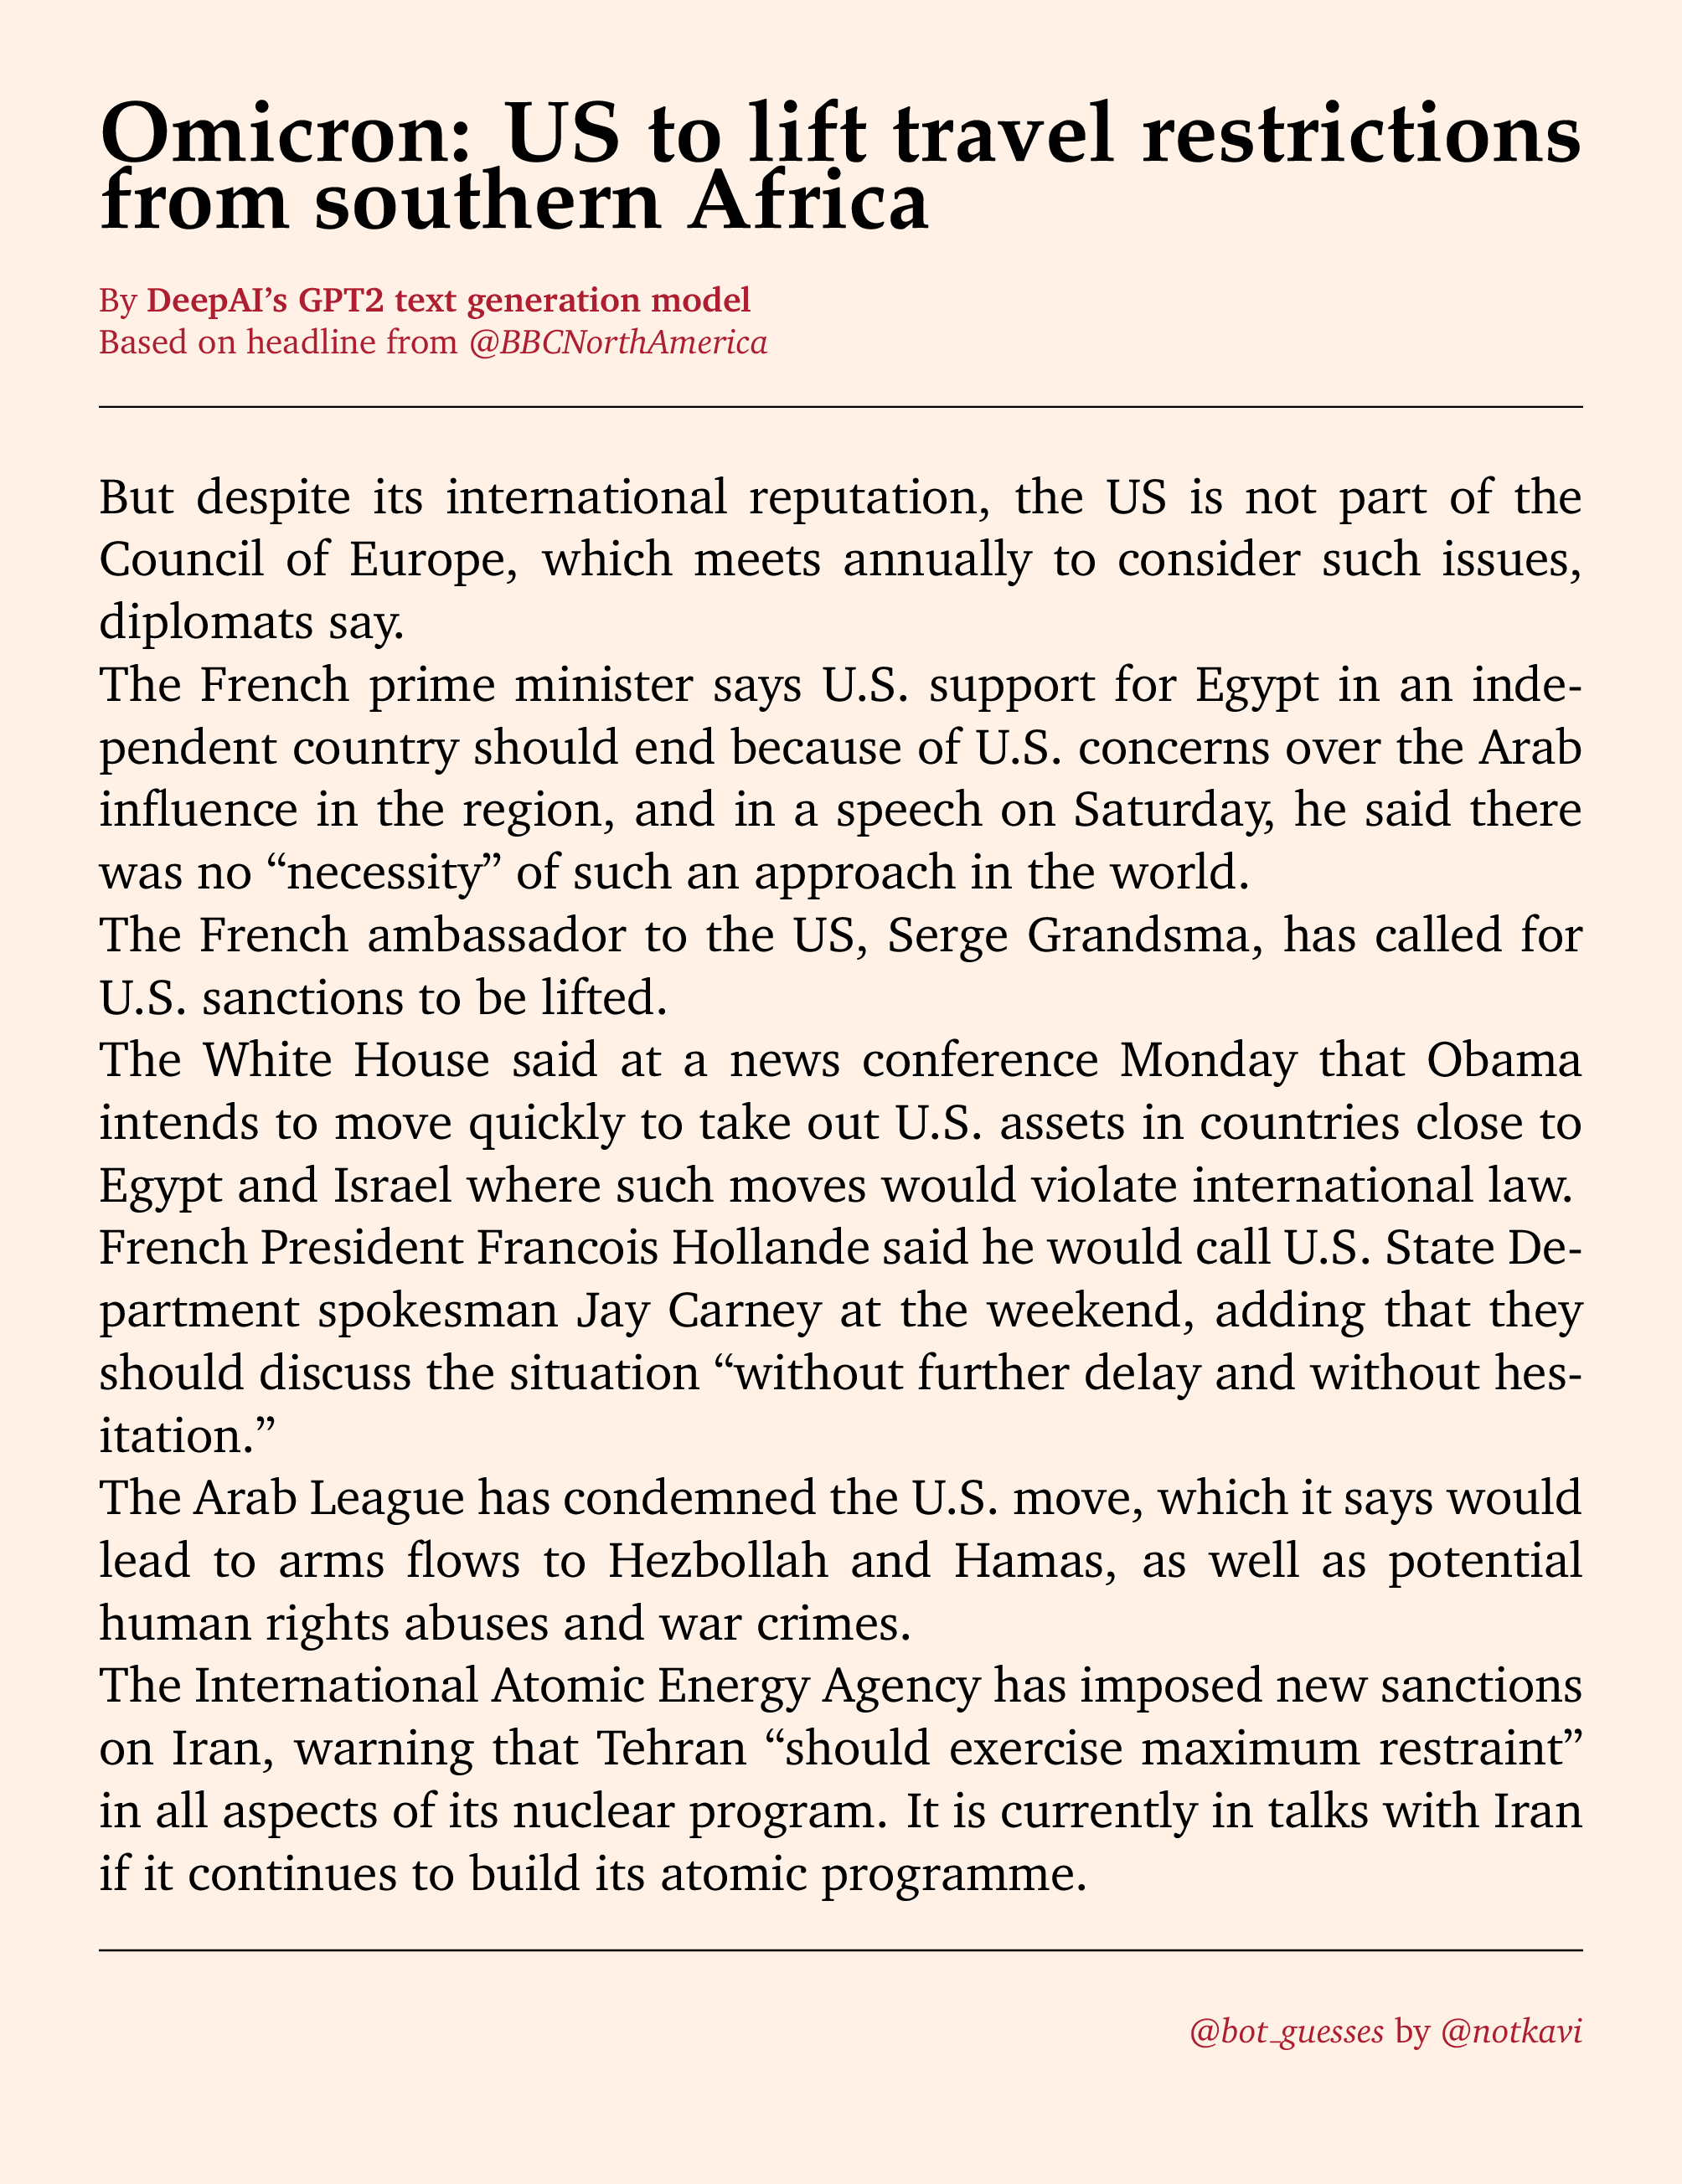 Omicron: US to lift travel restrictions
from southern Africa
By DeepAI's GPT2 text generation model
Based on headline from @BBCNorthAmerica
But despite its international reputation, the US is not part of the
Council of Europe, which meets annually to consider such issues,
diplomats say.
The French prime minister says U.S. support for Egypt in an inde-
pendent country should end because of U.S. concerns over the Arab
influence in the region, and in a speech on Saturday, he said there
was no “necessity” of such an approach in the world.
The French ambassador to the US, Serge Grandsma, has called for
U.S. sanctions to be lifted.
The White House said at a news conference Monday that Obama
intends to move quickly to take out U.S. assets in countries close to
Egypt and Israel where such moves would violate international law.
French President Francois Hollande said he would call U.S. State De-
partment spokesman Jay Carney at the weekend, adding that they
should discuss the situation “without further delay and without hes-
itation.”
The Arab League has condemned the U.S. move, which it says would
lead to arms flows to Hezbollah and Hamas, as well as potential
human rights abuses and war crimes.
The International Atomic Energy Agency has imposed new sanctions
on Iran, warning that Tehran “should exercise maximum restraint”
in all aspects of its nuclear program. It is currently in talks with Iran
if it continues to build its atomic programme.
@bot_guesses by @notkavi